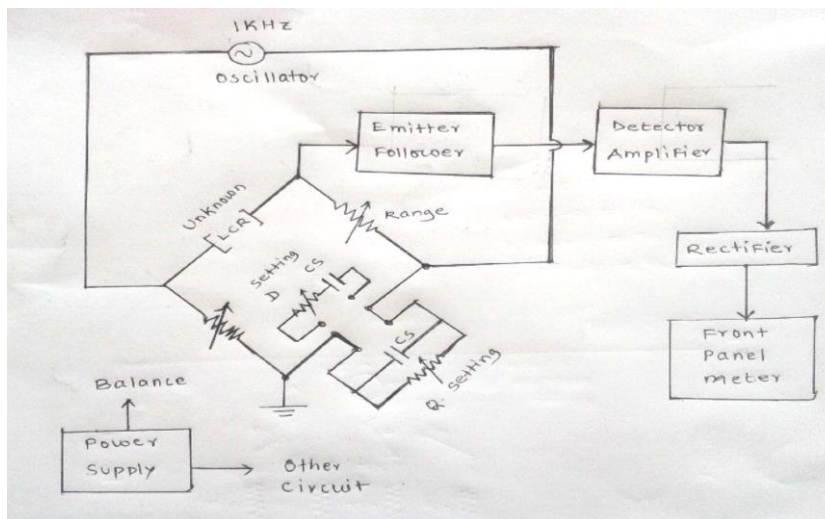 1KHz
Oscillator
Emitter
Follower
Detector
Amplifier
Unknown
LCR
Range
Rectifier
Setting
D
CS
CS
Q-setting
Front
Panel
meter
Balance
Power
Supply
Other
Circuit